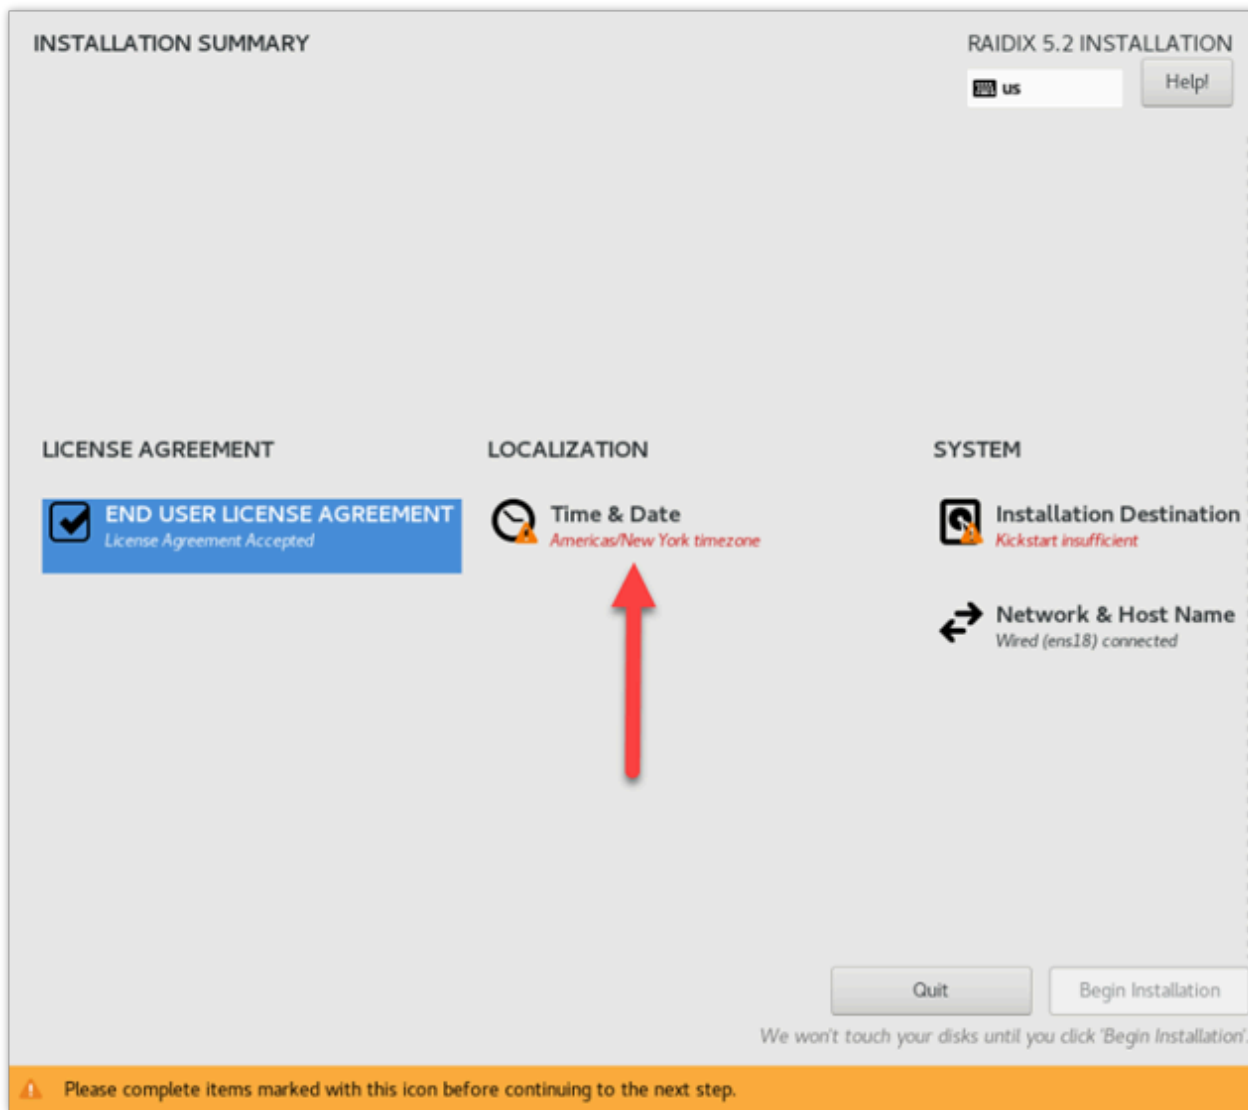 INSTALLATION SUMMARY
RAIDIX 5.2 INSTALLATION
us
Help!
LICENSE AGREEMENT
END USER LICENSE AGREEMENT
License Agreement Accepted
LOCALIZATION
Time & Date
Americas/New York timezone
SYSTEM
Installation Destination
Kickstart insufficient
Network & Host Name
Wired (ens18) connected
Quit
Begin Installation
We won't touch your disks until you click 'Begin Installation'.
Please complete items marked with this icon before continuing to the next step.